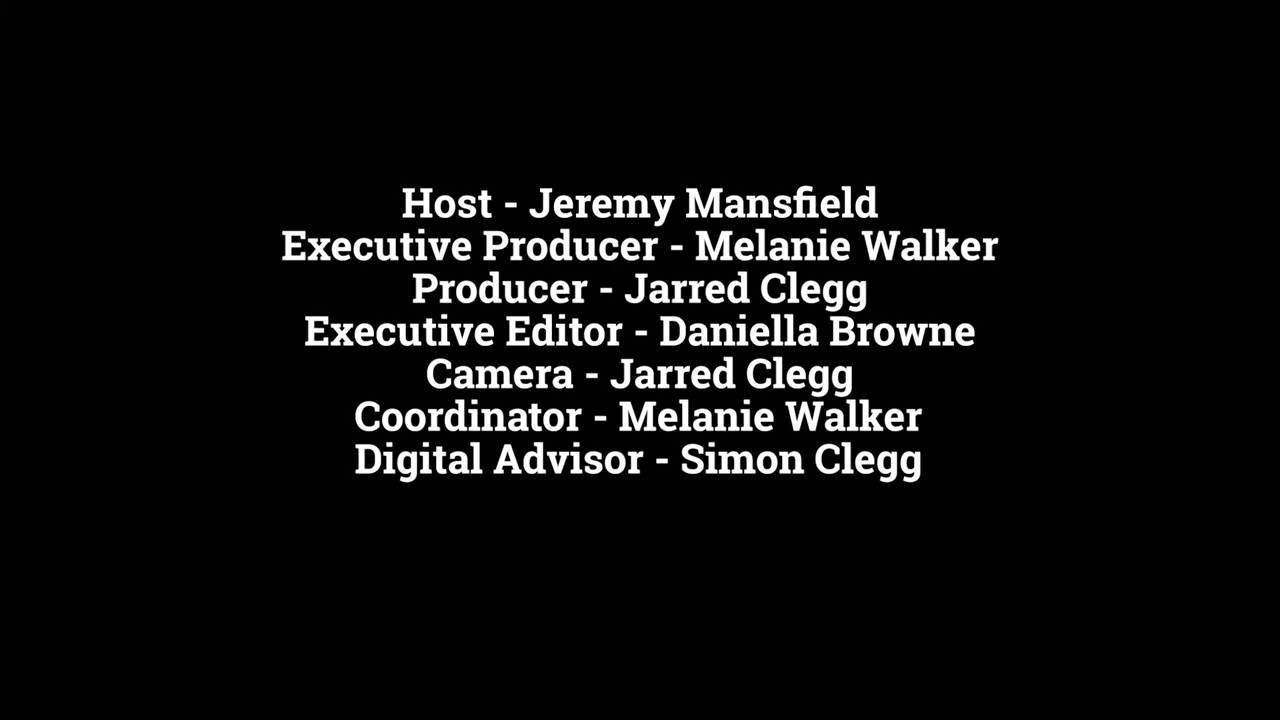 Host - Jeremy Mansfield
Executive Producer - Melanie Walker
Producer - Jarred Clegg
Executive Editor - Daniella Browne
Camera - Jarred Clegg
Coordinator - Melanie Walker
Digital Advisor - Simon Clegg